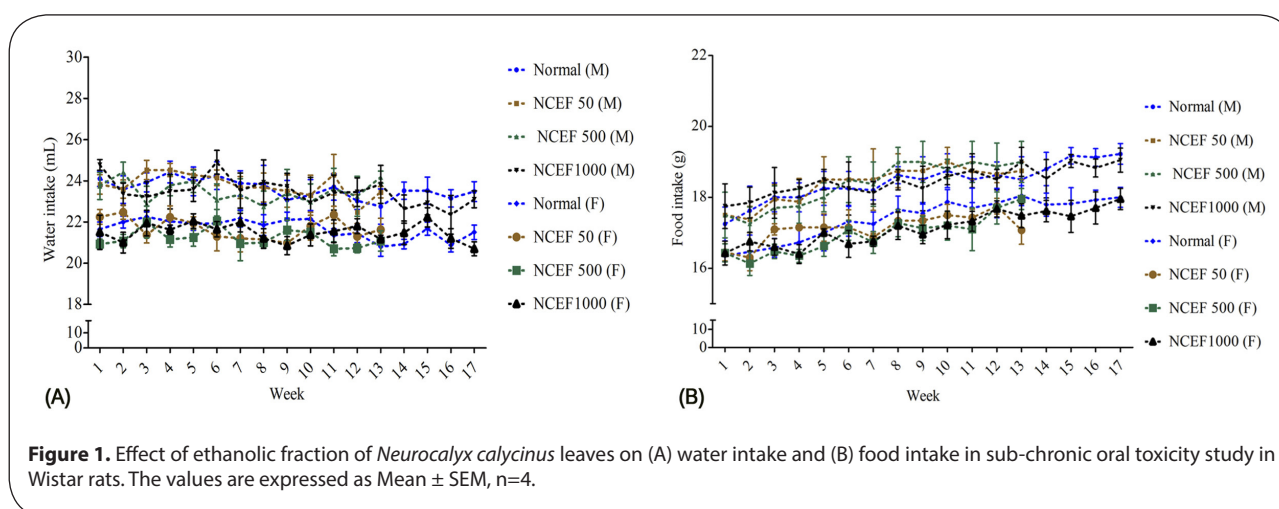 30
28
26
24
22
20
18
10
0
Water intake (mL)
1 2 3 4 5 6 7 8 9 10 11 12 13 14 15 16 17
Week
(A)
Normal (M)
NCEF 50 (M)
NCEF 500 (M)
NCEF1000 (M)
Normal (F)
NCEF 50 (F)
NCEF 500 (F)
NCEF1000 (F)
22
20
18
16
10
0
Food intake (g)
1 2 3 4 5 6 7 8 9 10 11 12 13 14 15 16 17
Week
(B)
Normal (M)
NCEF 50 (M)
NCEF 500 (M)
NCEF1000 (M)
Normal (F)
NCEF 50 (F)
NCEF 500 (F)
NCEF1000 (F)
Figure 1. Effect of ethanolic fraction of Neurocalyx calycinus leaves on (A) water intake and (B) food intake in sub-chronic oral toxicity study in
Wistar rats. The values are expressed as Mean ± SEM, n=4.